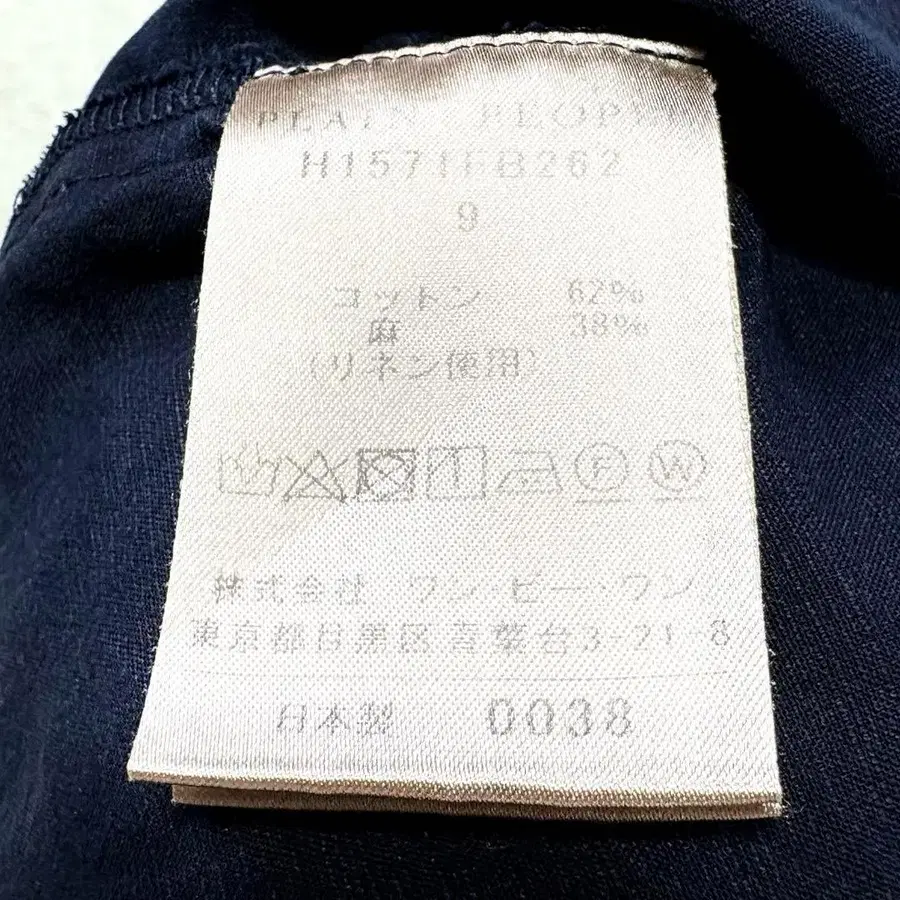 PLAIN PEOPLE
H1571FB262
9
コットン 62%
麻 38%
(リネン使用)
F W
株式会社 ワン・ビー・ワン
東京都目黒区青葉台3-21-8
日本製 0038